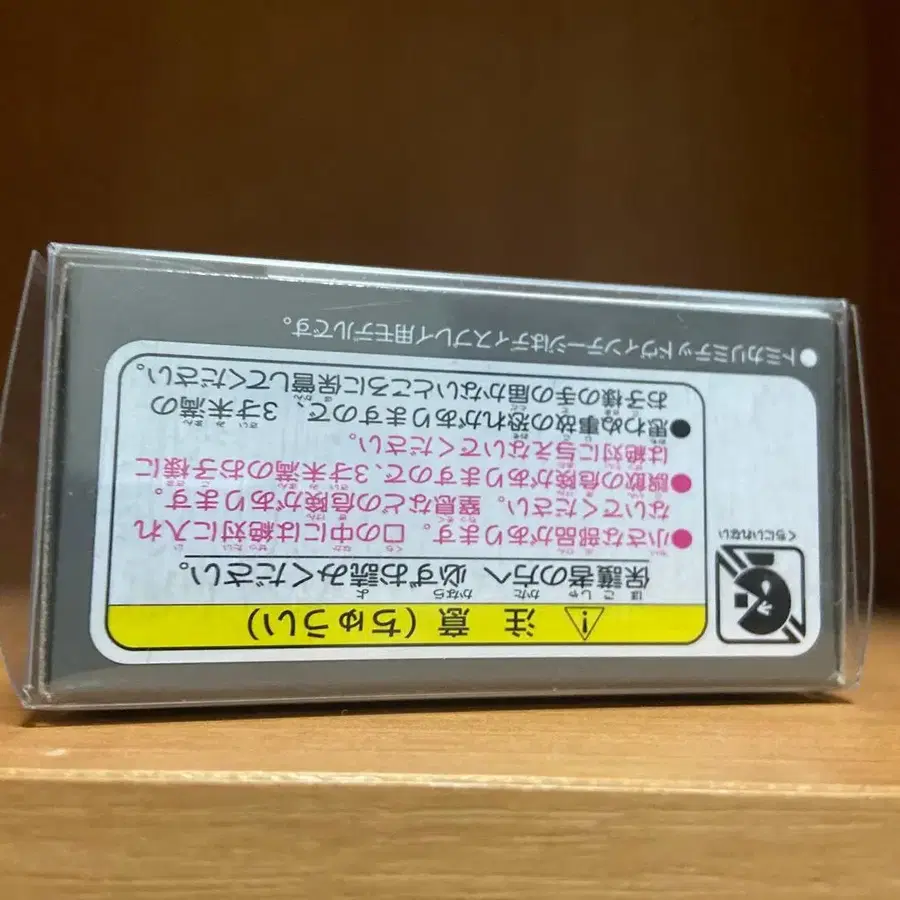 ⚠ 注意(ちゅうい)
保護者の方へ 必ずお読みください。
●小さな部品があります。口の中には絶対に入れ
ないでください。窒息などの危険があります。
●誤飲の危険がありますので、3才未満のお子様に
は絶対に与えないでください。
●思わぬ事故の恐れがありますので、3才未満の
お子様の手の届かないところに保管してください。
くちにいれない
●トミカリミテッドヴィンテージはディスプレイ用モデルです。